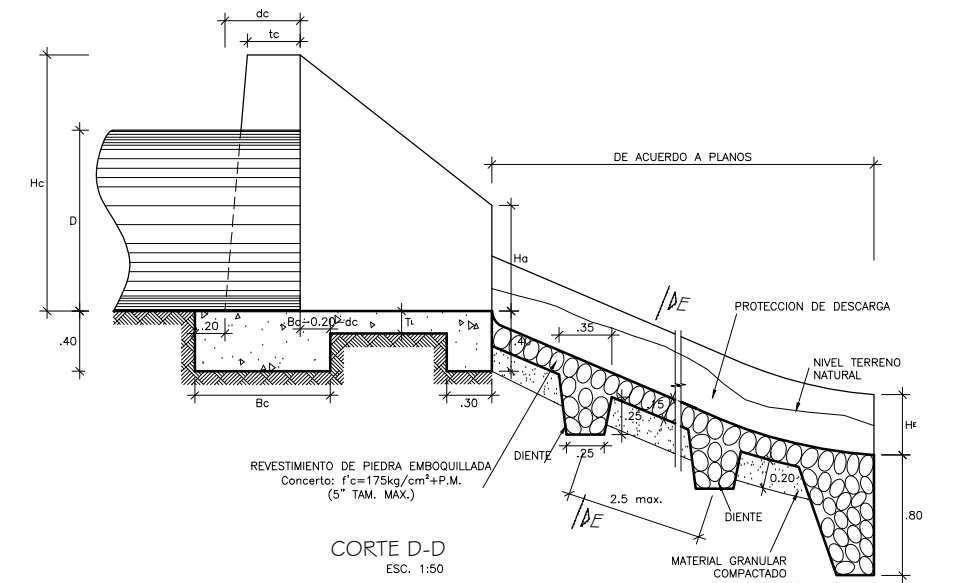 dc
tc
DE ACUERDO A PLANOS
Hc
D
Ha
E
PROTECCION DE DESCARGA
.20
Bc-0.20-dc
TL
.35
.40
.40
NIVEL TERRENO
NATURAL
Bc
.30
.15
.25
HE
DIENTE
.25
REVESTIMIENTO DE PIEDRA EMBOQUILLADA
Concerto: f'c=175kg/cm²+P.M.
(5" TAM. MAX.)
0.20
2.5 max.
E
DIENTE
.80
CORTE D-D
ESC. 1:50
MATERIAL GRANULAR
COMPACTADO